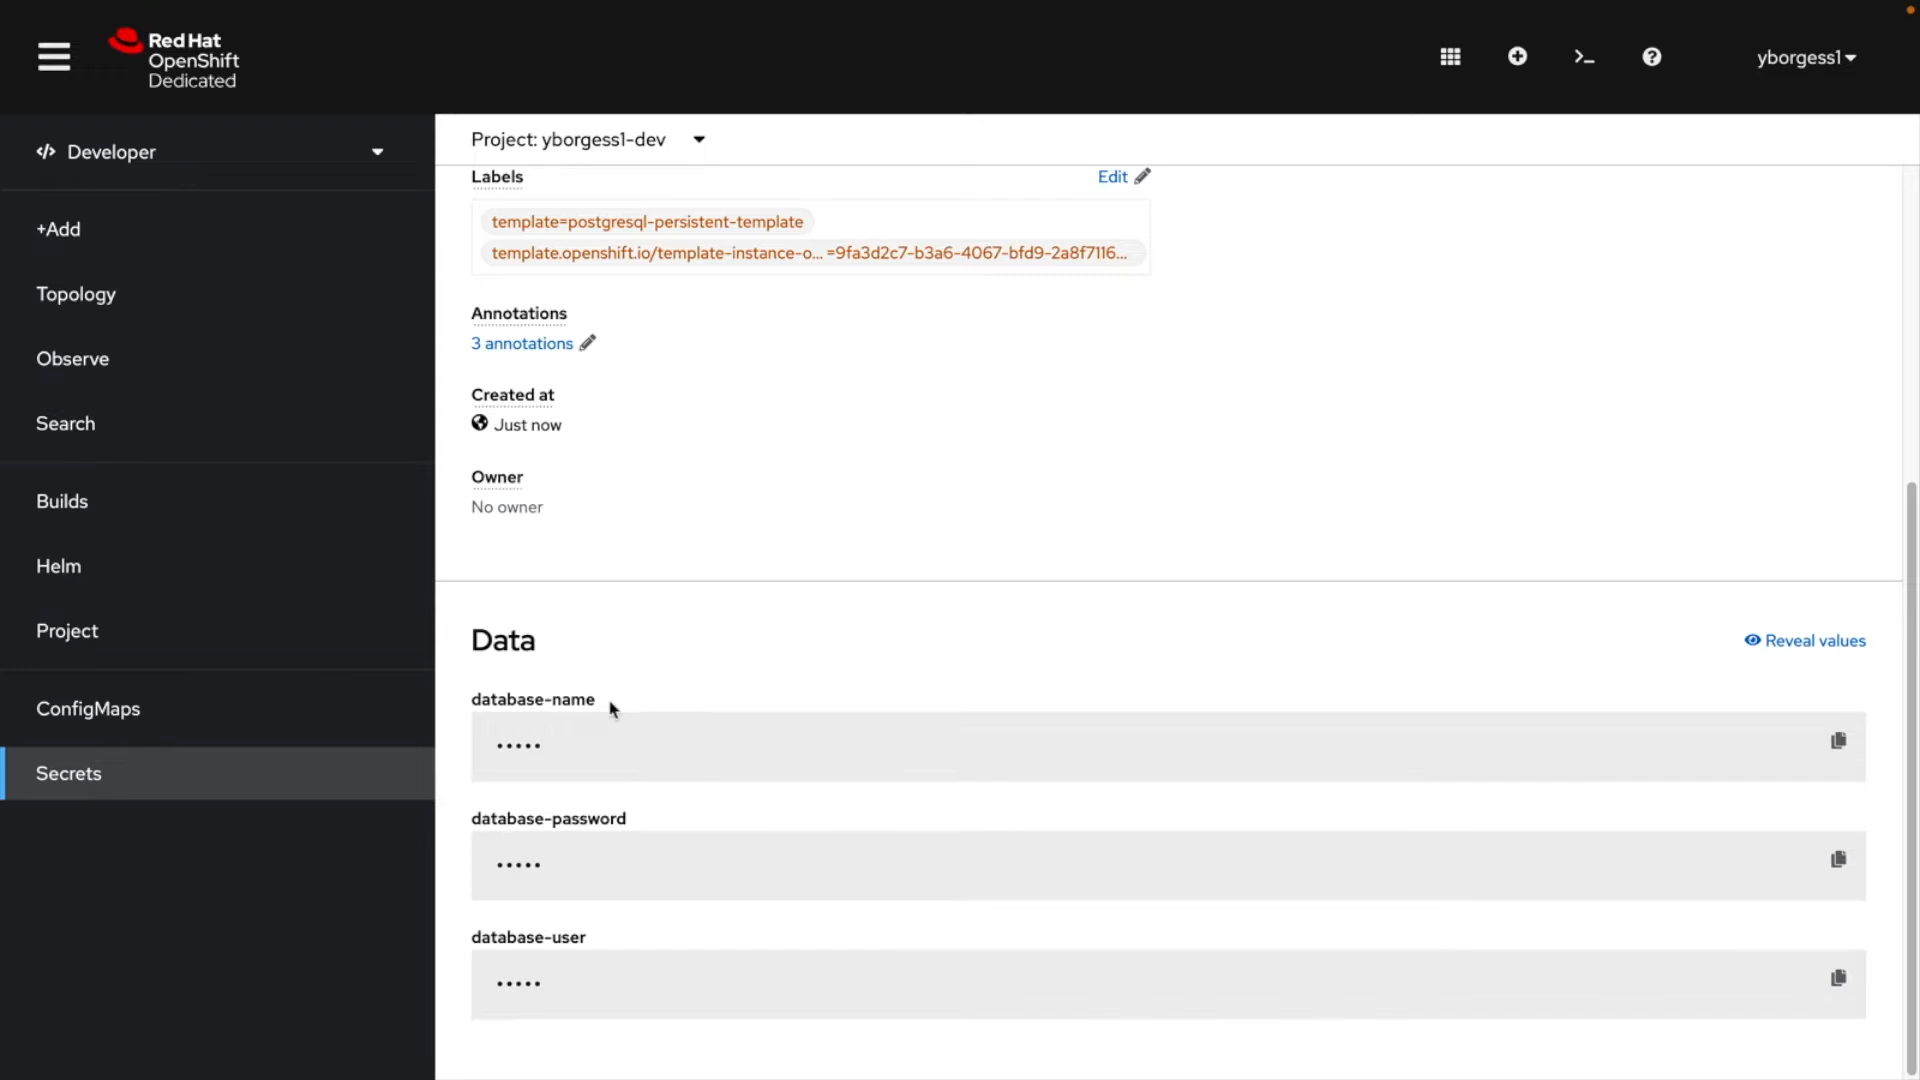 Red Hat
OpenShift
Dedicated
yborgess1
Developer
+Add
Topology
Observe
Search
Builds
Helm
Project
ConfigMaps
Secrets
Project: yborgess1-dev
Labels
Edit
template=postgresql-persistent-template
template.openshift.io/template-instance-o... =9fa3d2c7-b3a6-4067-bfd9-2a8f7116...
Annotations
3 annotations
Created at
Just now
Owner
No owner
Data
Reveal values
database-name
•••••
database-password
•••••
database-user
•••••